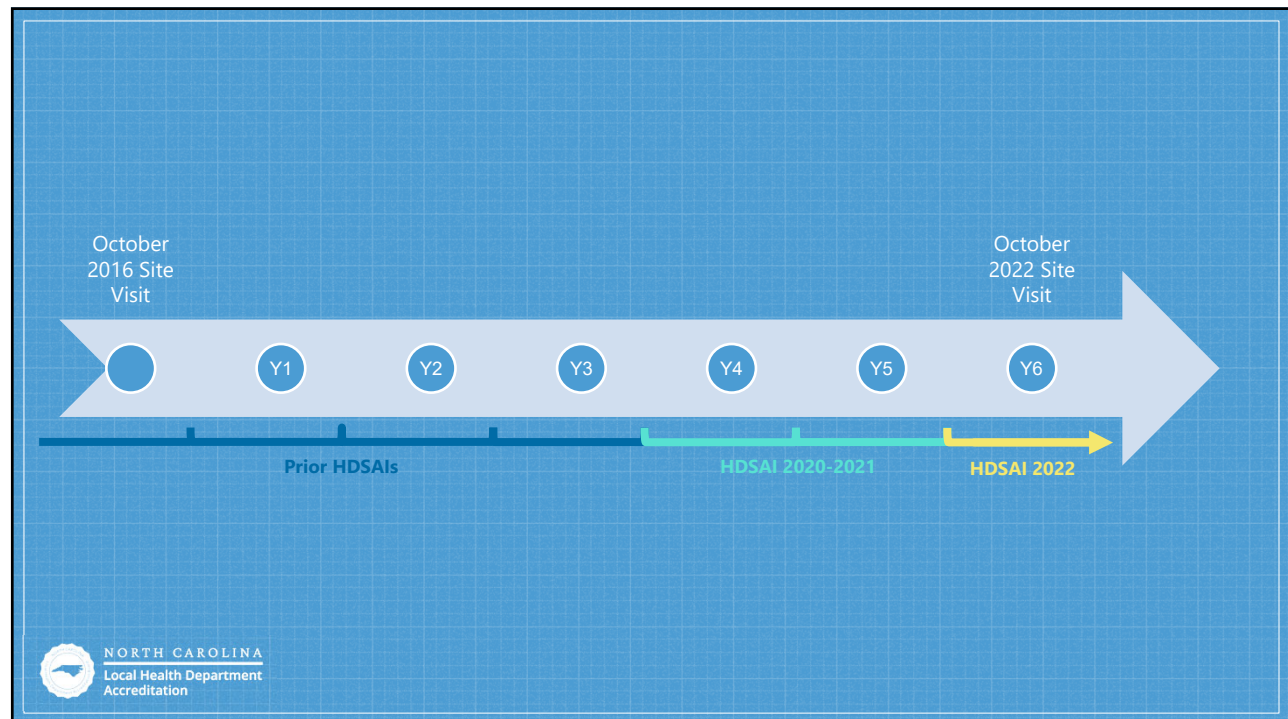 October
2016 Site
Visit
October
2022 Site
Visit
Y1
Y2
Y3
Y4
Y5
Y6
Prior HDSAIs
HDSAI 2020-2021
HDSAI 2022
NORTH CAROLINA
Local Health Department
Accreditation